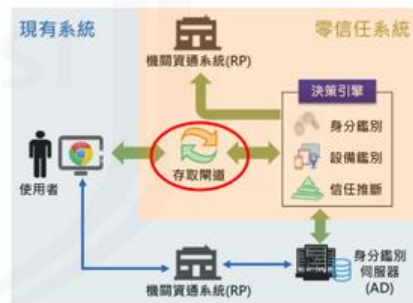 現有系統
零信任系統
機關資通系統(RP)
決策引擎
身分鑑別
設備鑑別
信任推斷
存取閘道
使用者
機關資通系統(RP)
身分鑑別
伺服器
(AD)